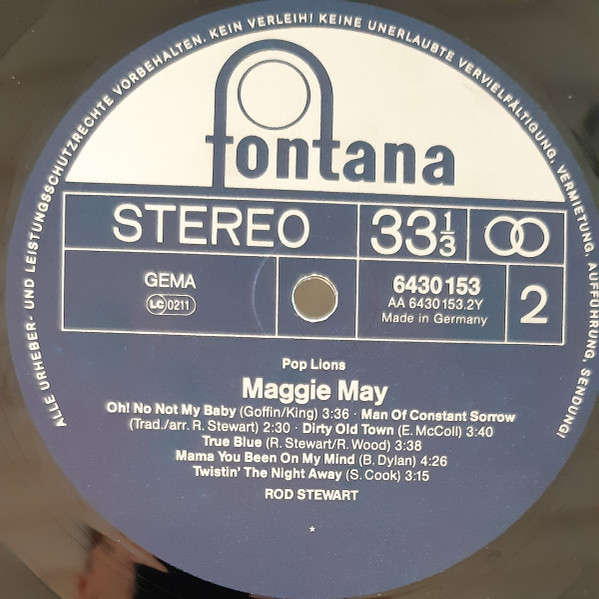 ALLE URHEBER- UND LEISTUNGSSCHUTZRECHTE VORBEHALTEN. KEIN VERLEIH! KEINE UNERLAUBTE VERVIELFÄLTIGUNG, VERMIETUNG, AUFFÜHRUNG, SENDUNG!
fontana
STEREO
33 1/3
GEMA
LC 0211
6430 153
AA 6430 153.2Y
Made in Germany
2
Pop Lions
Maggie May
Oh! No Not My Baby (Goffin/King) 3:36 · Man Of Constant Sorrow
(Trad./arr. R. Stewart) 2:30 · Dirty Old Town (E. McColl) 3:40
True Blue (R. Stewart/R. Wood) 3:38
Mama You Been On My Mind (B. Dylan) 4:26
Twistin' The Night Away (S. Cook) 3:15
ROD STEWART